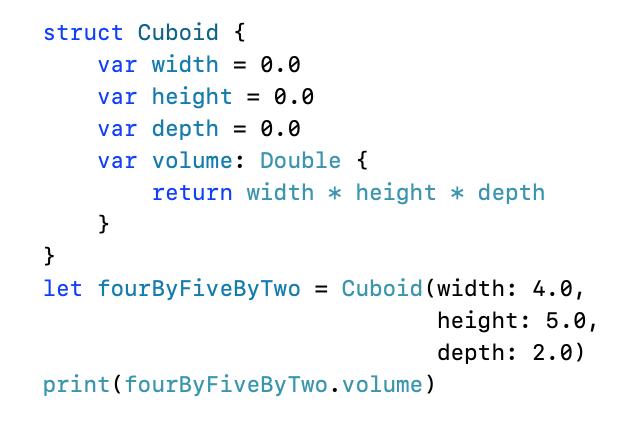 struct Cuboid {
    var width = 0.0
    var height = 0.0
    var depth = 0.0
    var volume: Double {
        return width * height * depth
    }
}
let fourByFiveByTwo = Cuboid(width: 4.0,
                             height: 5.0,
                             depth: 2.0)
print(fourByFiveByTwo.volume)